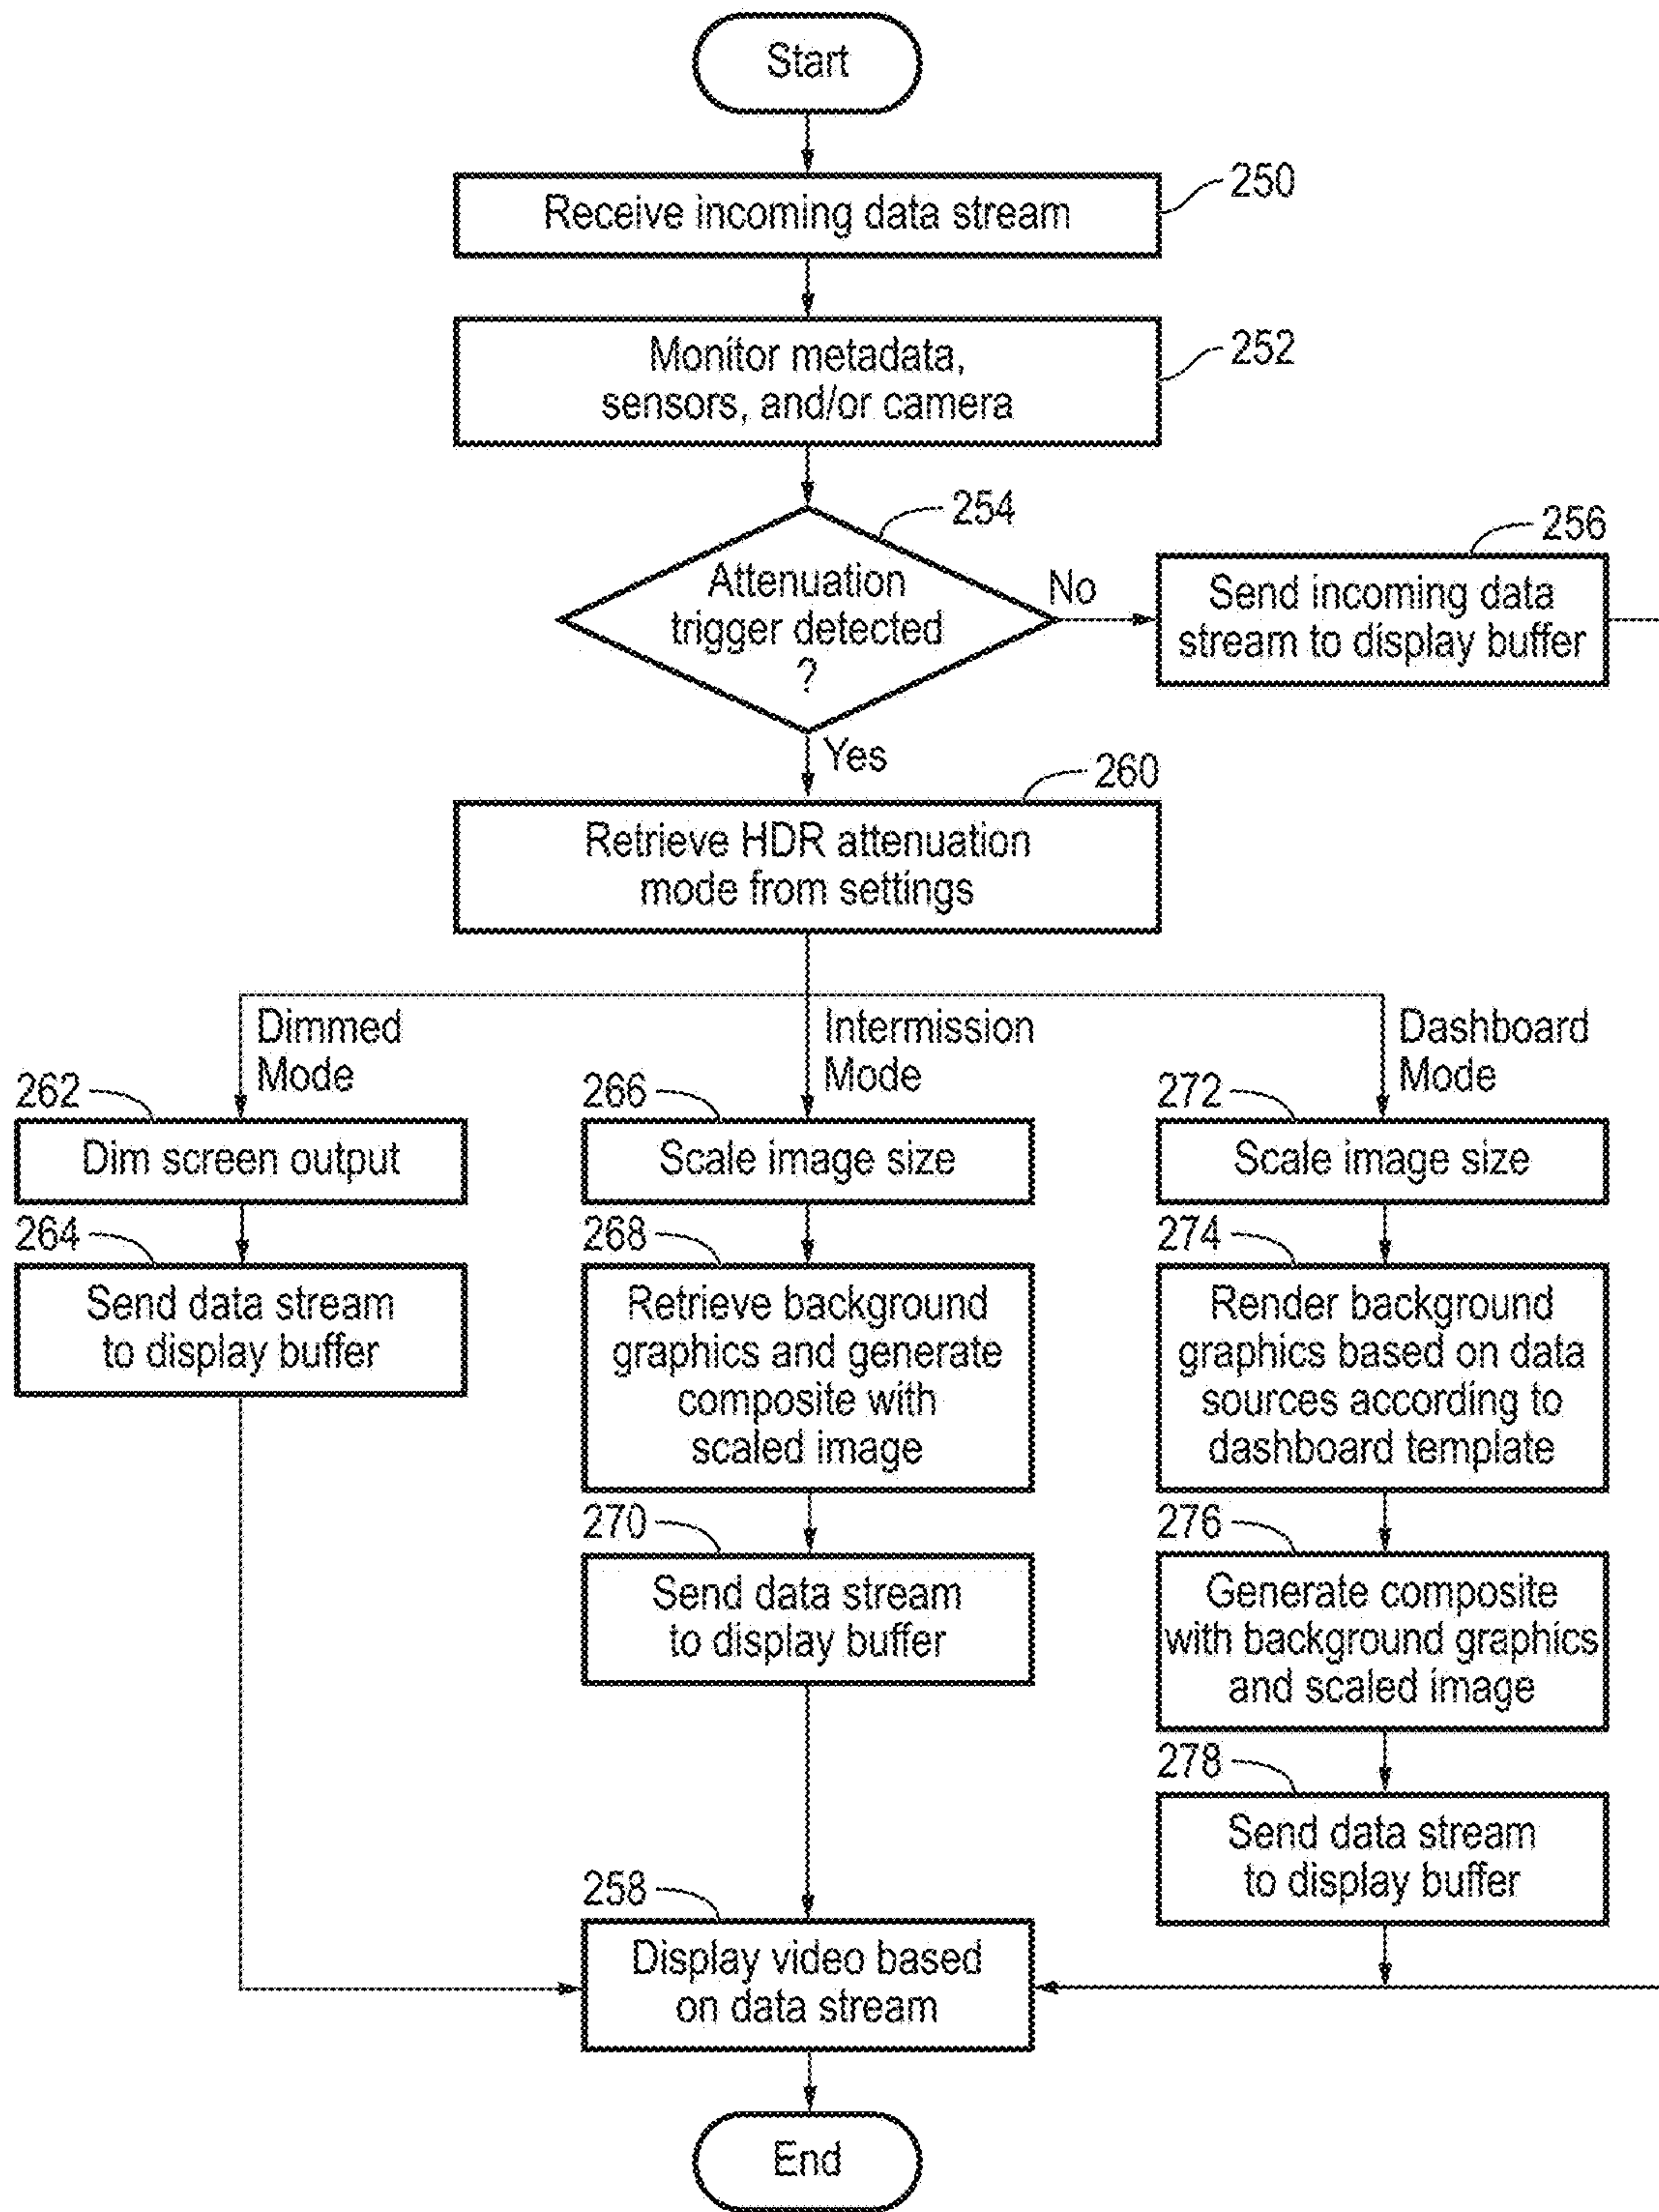 Start
250
Receive incoming data stream
252
Monitor metadata,
sensors, and/or camera
254
Attenuation
trigger detected
?
No
256
Send incoming data
stream to display buffer
Yes
260
Retrieve HDR attenuation
mode from settings
Dimmed
Mode
262
Dim screen output
264
Send data stream
to display buffer
Intermission
Mode
266
Scale image size
268
Retrieve background
graphics and generate
composite with
scaled image
270
Send data stream
to display buffer
Dashboard
Mode
272
Scale image size
274
Render background
graphics based on data
sources according to
dashboard template
276
Generate composite
with background graphics
and scaled image
278
Send data stream
to display buffer
258
Display video based
on data stream
End